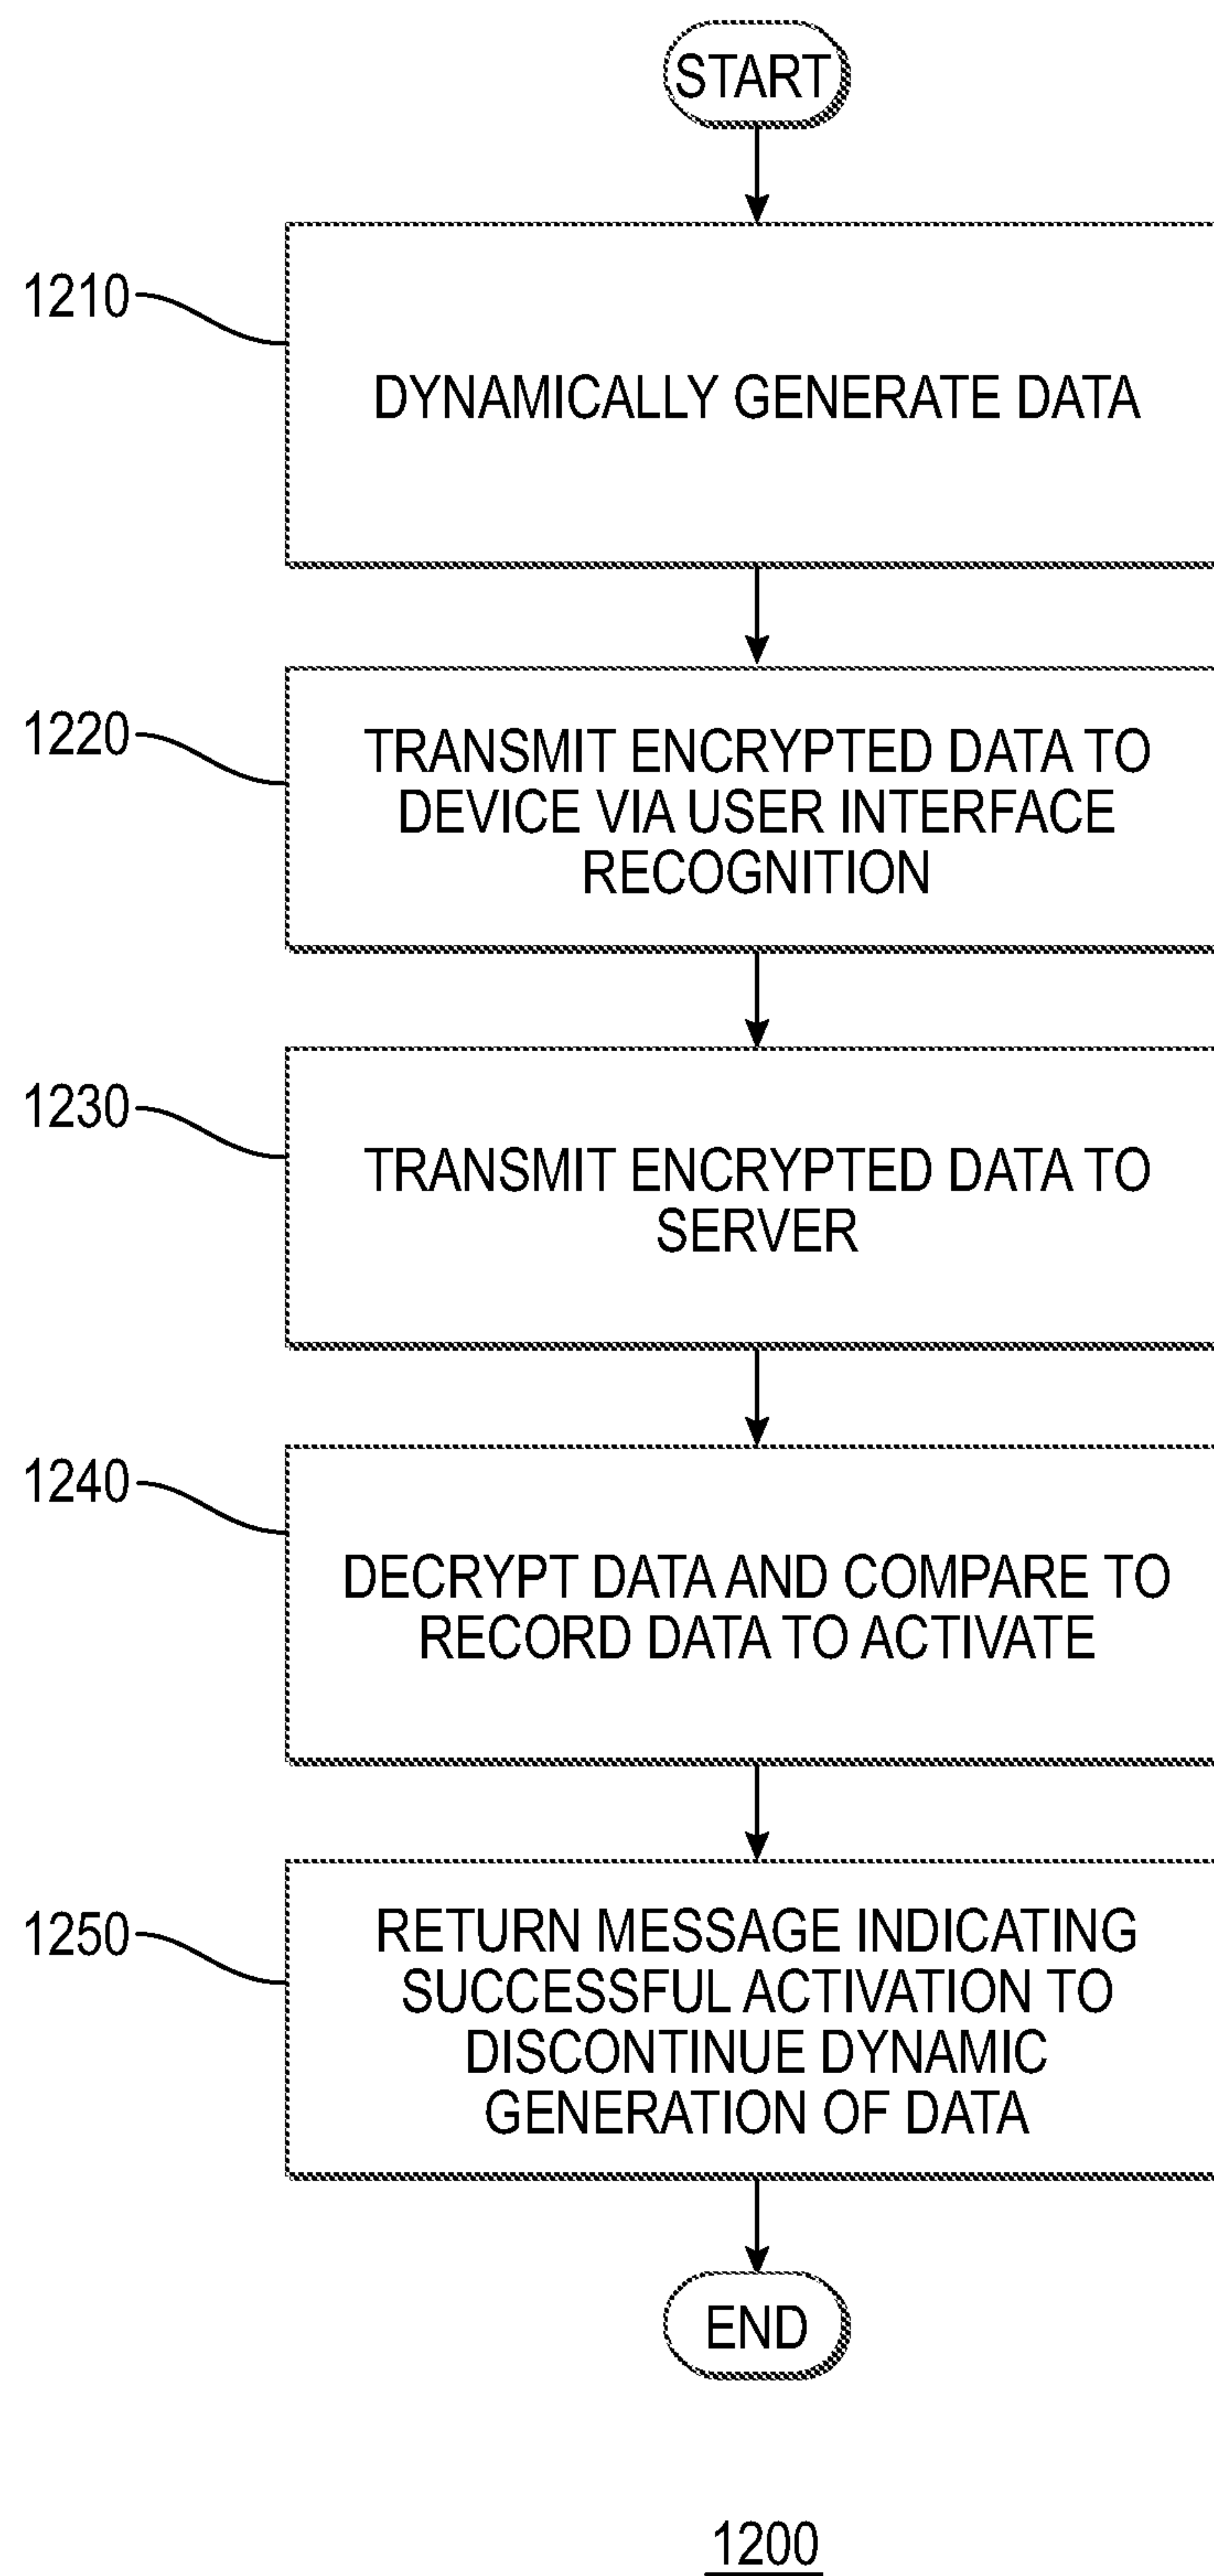 START
1210
DYNAMICALLY GENERATE DATA
1220
TRANSMIT ENCRYPTED DATA TO
DEVICE VIA USER INTERFACE
RECOGNITION
1230
TRANSMIT ENCRYPTED DATA TO
SERVER
1240
DECRYPT DATA AND COMPARE TO
RECORD DATA TO ACTIVATE
1250
RETURN MESSAGE INDICATING
SUCCESSFUL ACTIVATION TO
DISCONTINUE DYNAMIC
GENERATION OF DATA
END
1200